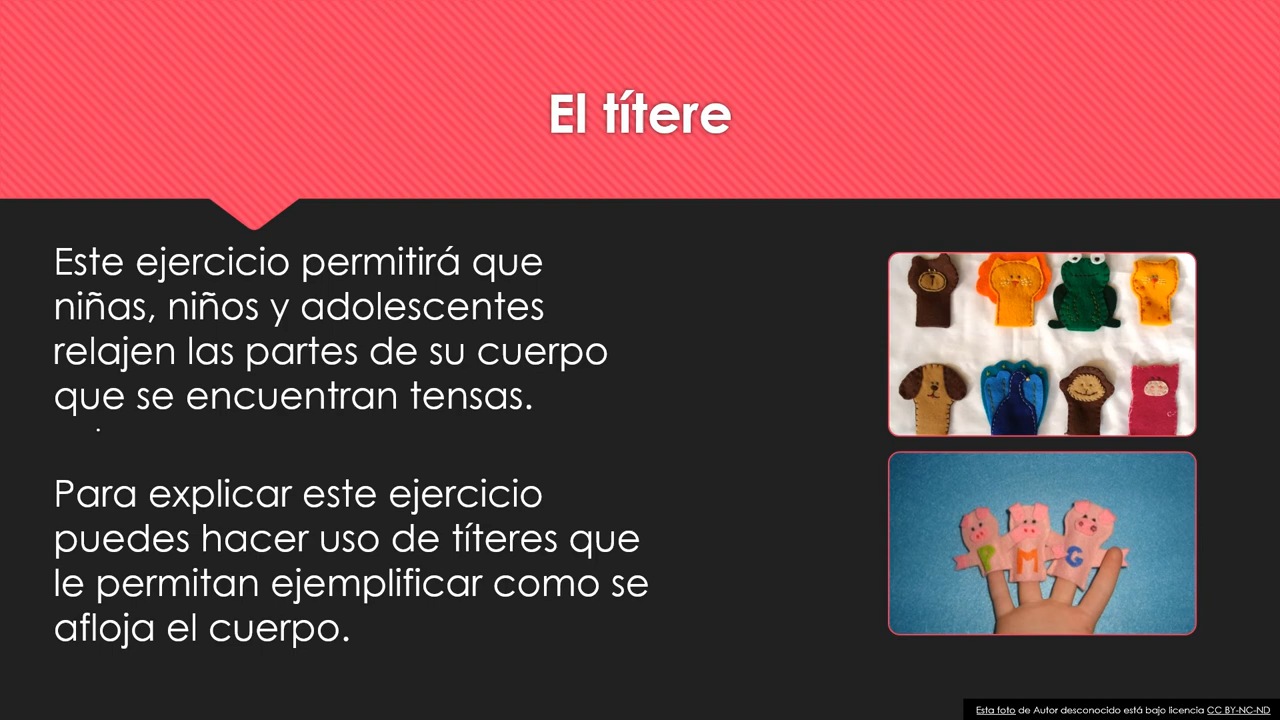 El títere
Este ejercicio permitirá que
niñas, niños y adolescentes
relajen las partes de su cuerpo
que se encuentran tensas.
.
Para explicar este ejercicio
puedes hacer uso de títeres que
le permitan ejemplificar como se
afloja el cuerpo.
P M G
Esta foto de Autor desconocido está bajo licencia CC BY-NC-ND